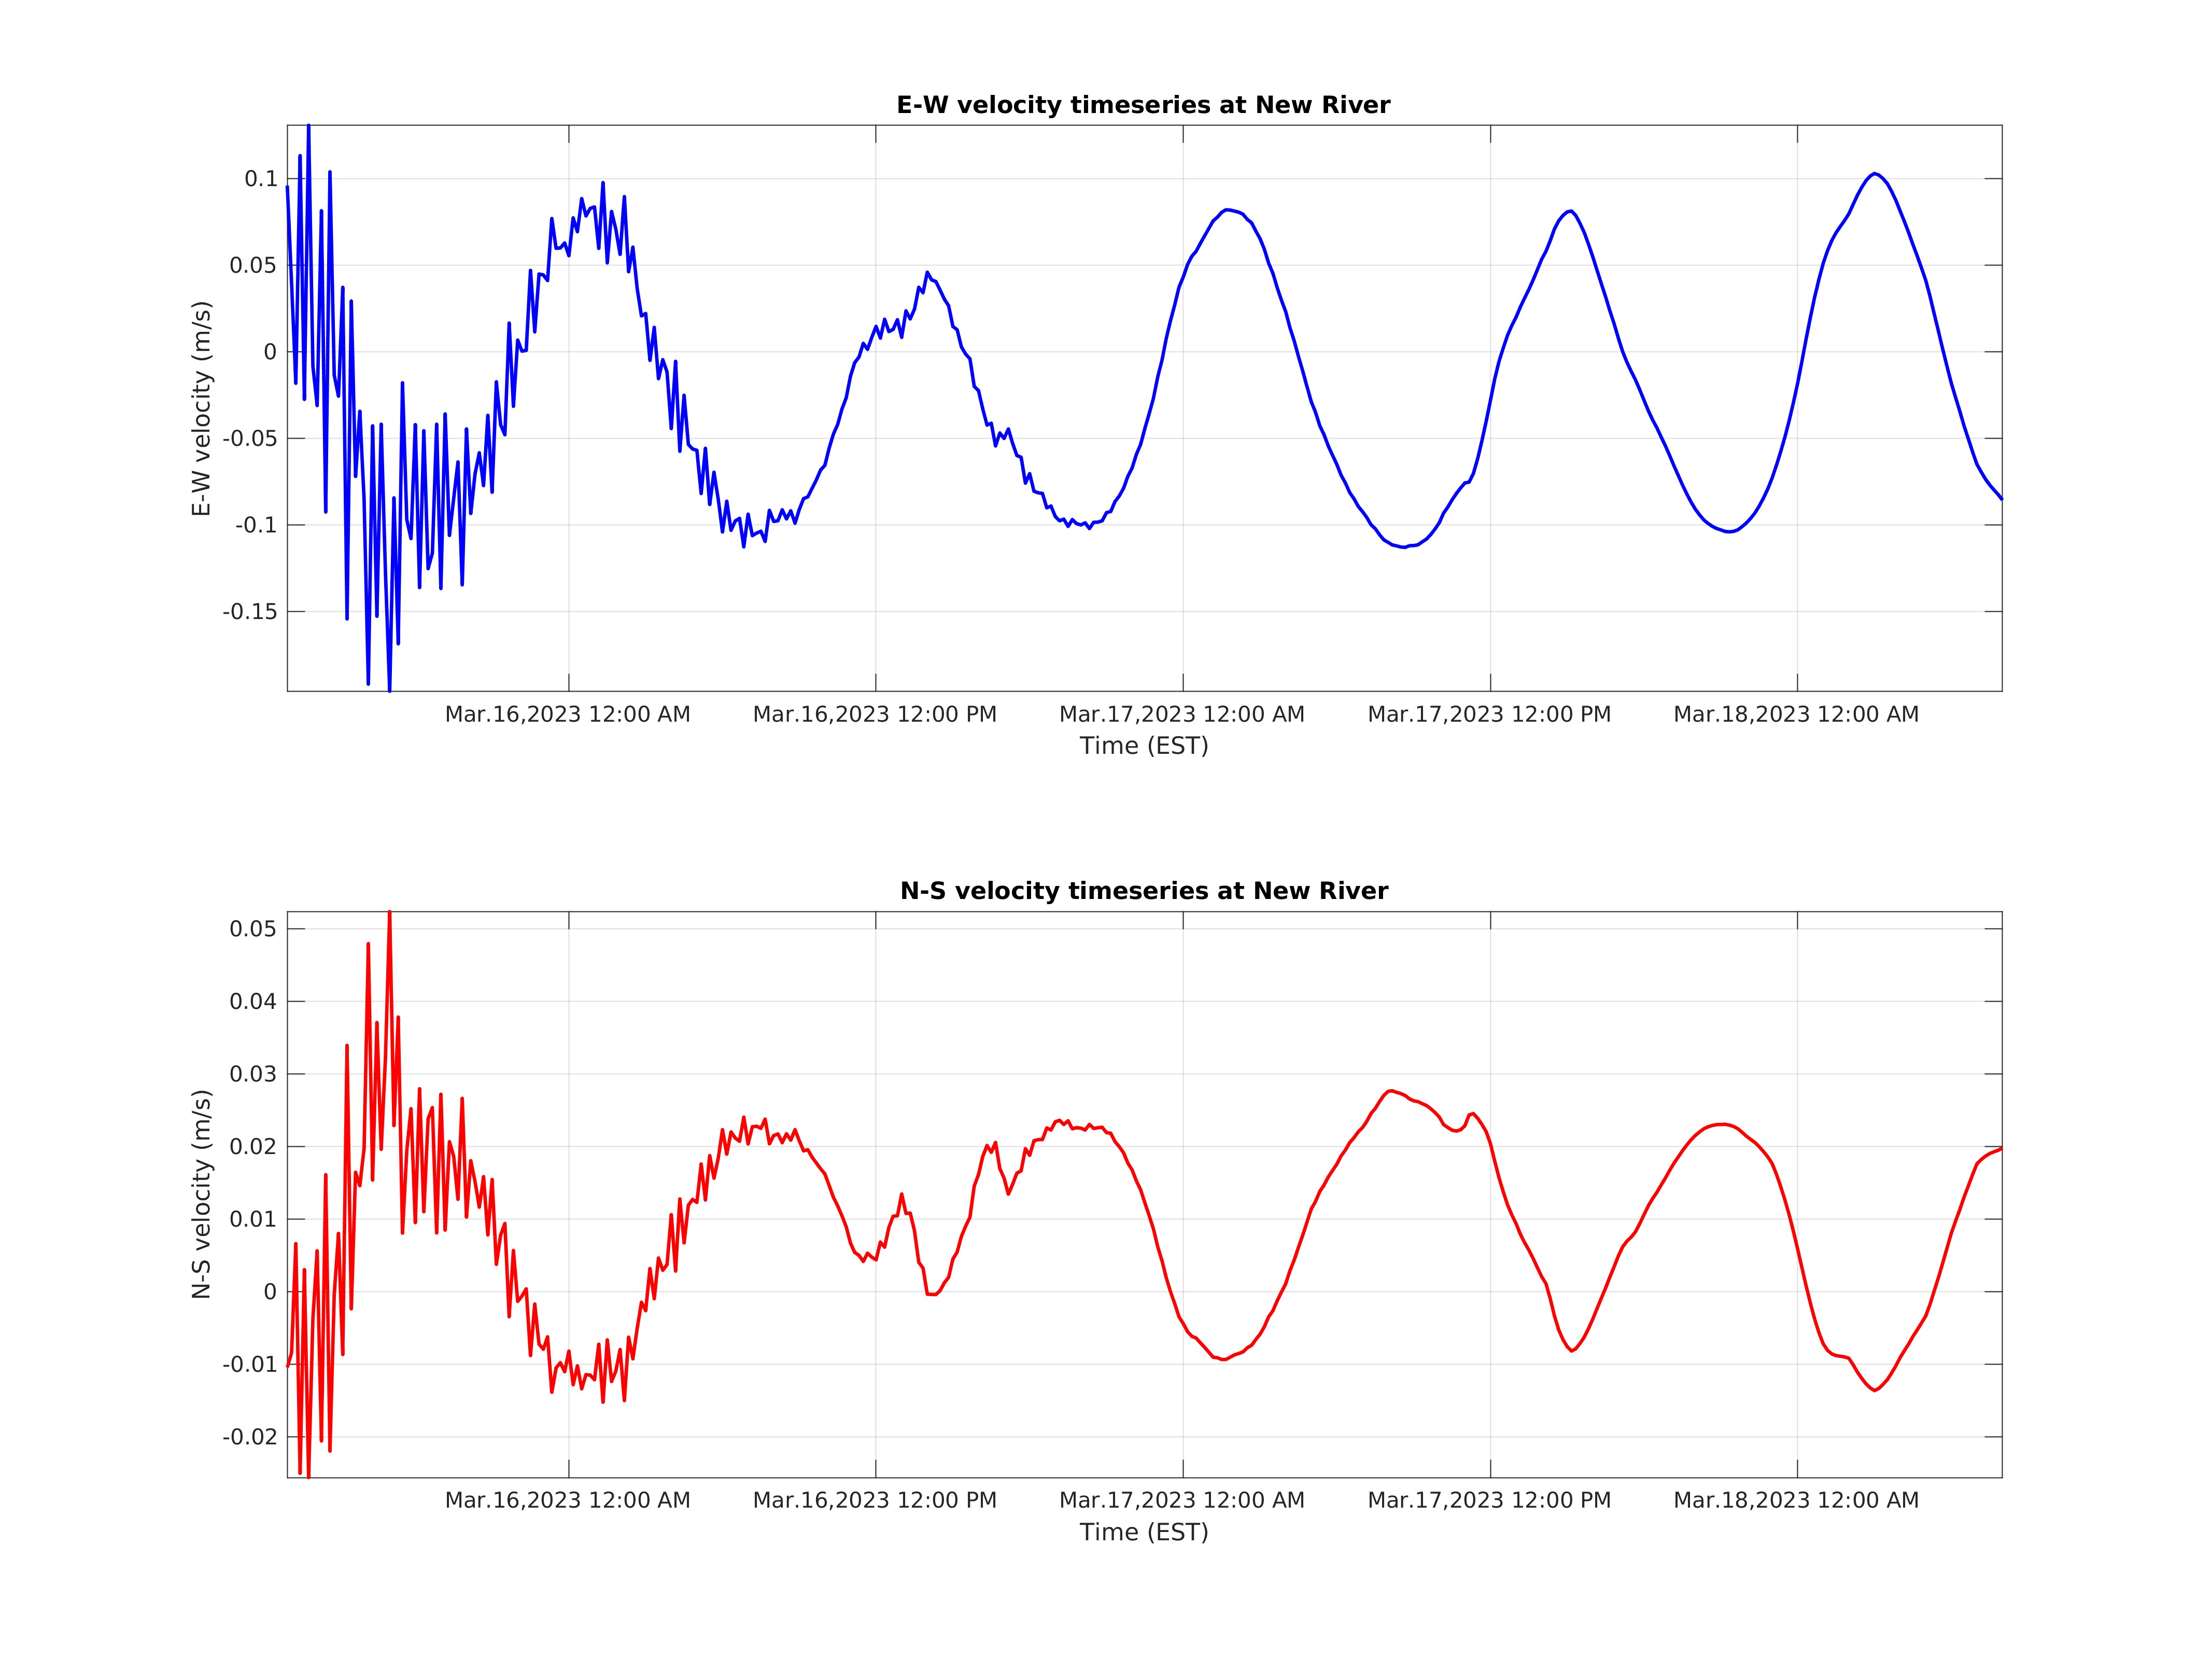 E-W velocity timeseries at New River
E-W velocity (m/s)
0.1
0.05
0
-0.05
-0.1
-0.15
Mar.16,2023 12:00 AM
Mar.16,2023 12:00 PM
Mar.17,2023 12:00 AM
Mar.17,2023 12:00 PM
Mar.18,2023 12:00 AM
Time (EST)
N-S velocity timeseries at New River
N-S velocity (m/s)
0.05
0.04
0.03
0.02
0.01
0
-0.01
-0.02
Mar.16,2023 12:00 AM
Mar.16,2023 12:00 PM
Mar.17,2023 12:00 AM
Mar.17,2023 12:00 PM
Mar.18,2023 12:00 AM
Time (EST)